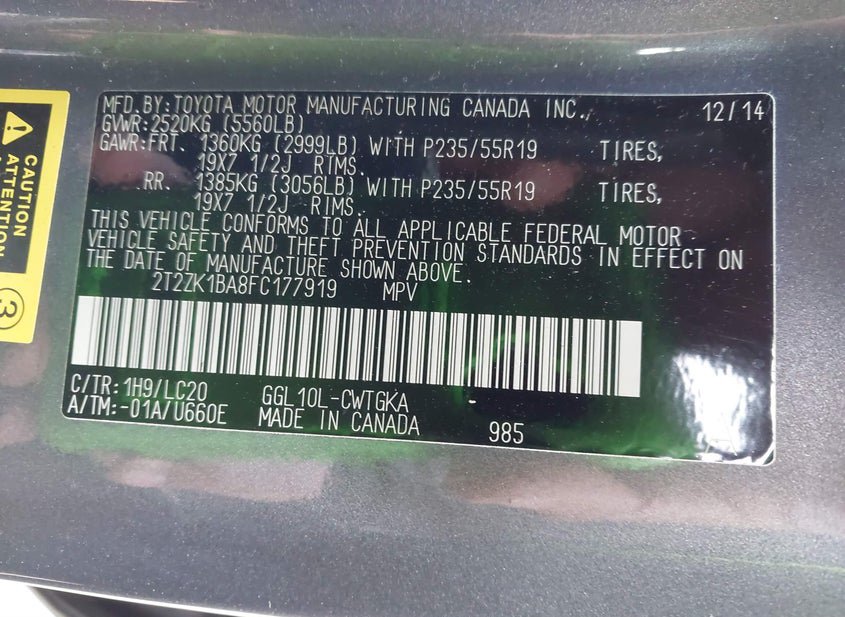 MFD. BY: TOYOTA MOTOR MANUFACTURING CANADA INC. 12/14
GVWR: 2520KG (5560LB)
GAWR: FRT. 1360KG (2999LB) WITH P235/55R19 TIRES,
19X7 1/2J RIMS.
RR. 1385KG (3056LB) WITH P235/55R19 TIRES,
19X7 1/2J RIMS.
THIS VEHICLE CONFORMS TO ALL APPLICABLE FEDERAL MOTOR
VEHICLE SAFETY AND THEFT PREVENTION STANDARDS IN EFFECT ON
THE DATE OF MANUFACTURE SHOWN ABOVE.
2T2ZK1BA8FC177919 MPV
C/TR: 1H9/LC20 GGL10L-CWTGKA
A/TM: -01A/U660E MADE IN CANADA 985
CAUTION
ATTENTION
3